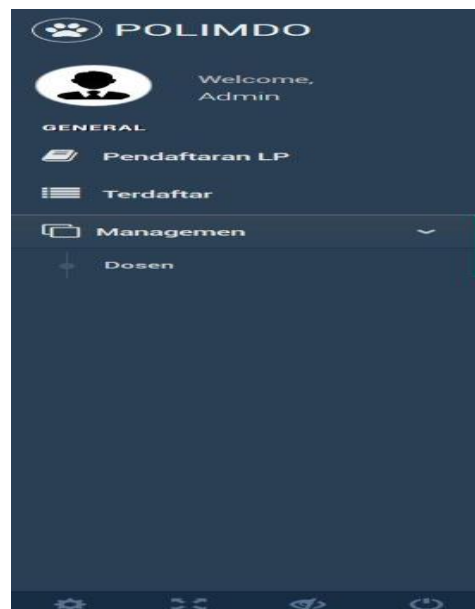 POLIMDO
Welcome,
Admin
GENERAL
Pendaftaran LP
Terdaftar
Managemen
Dosen